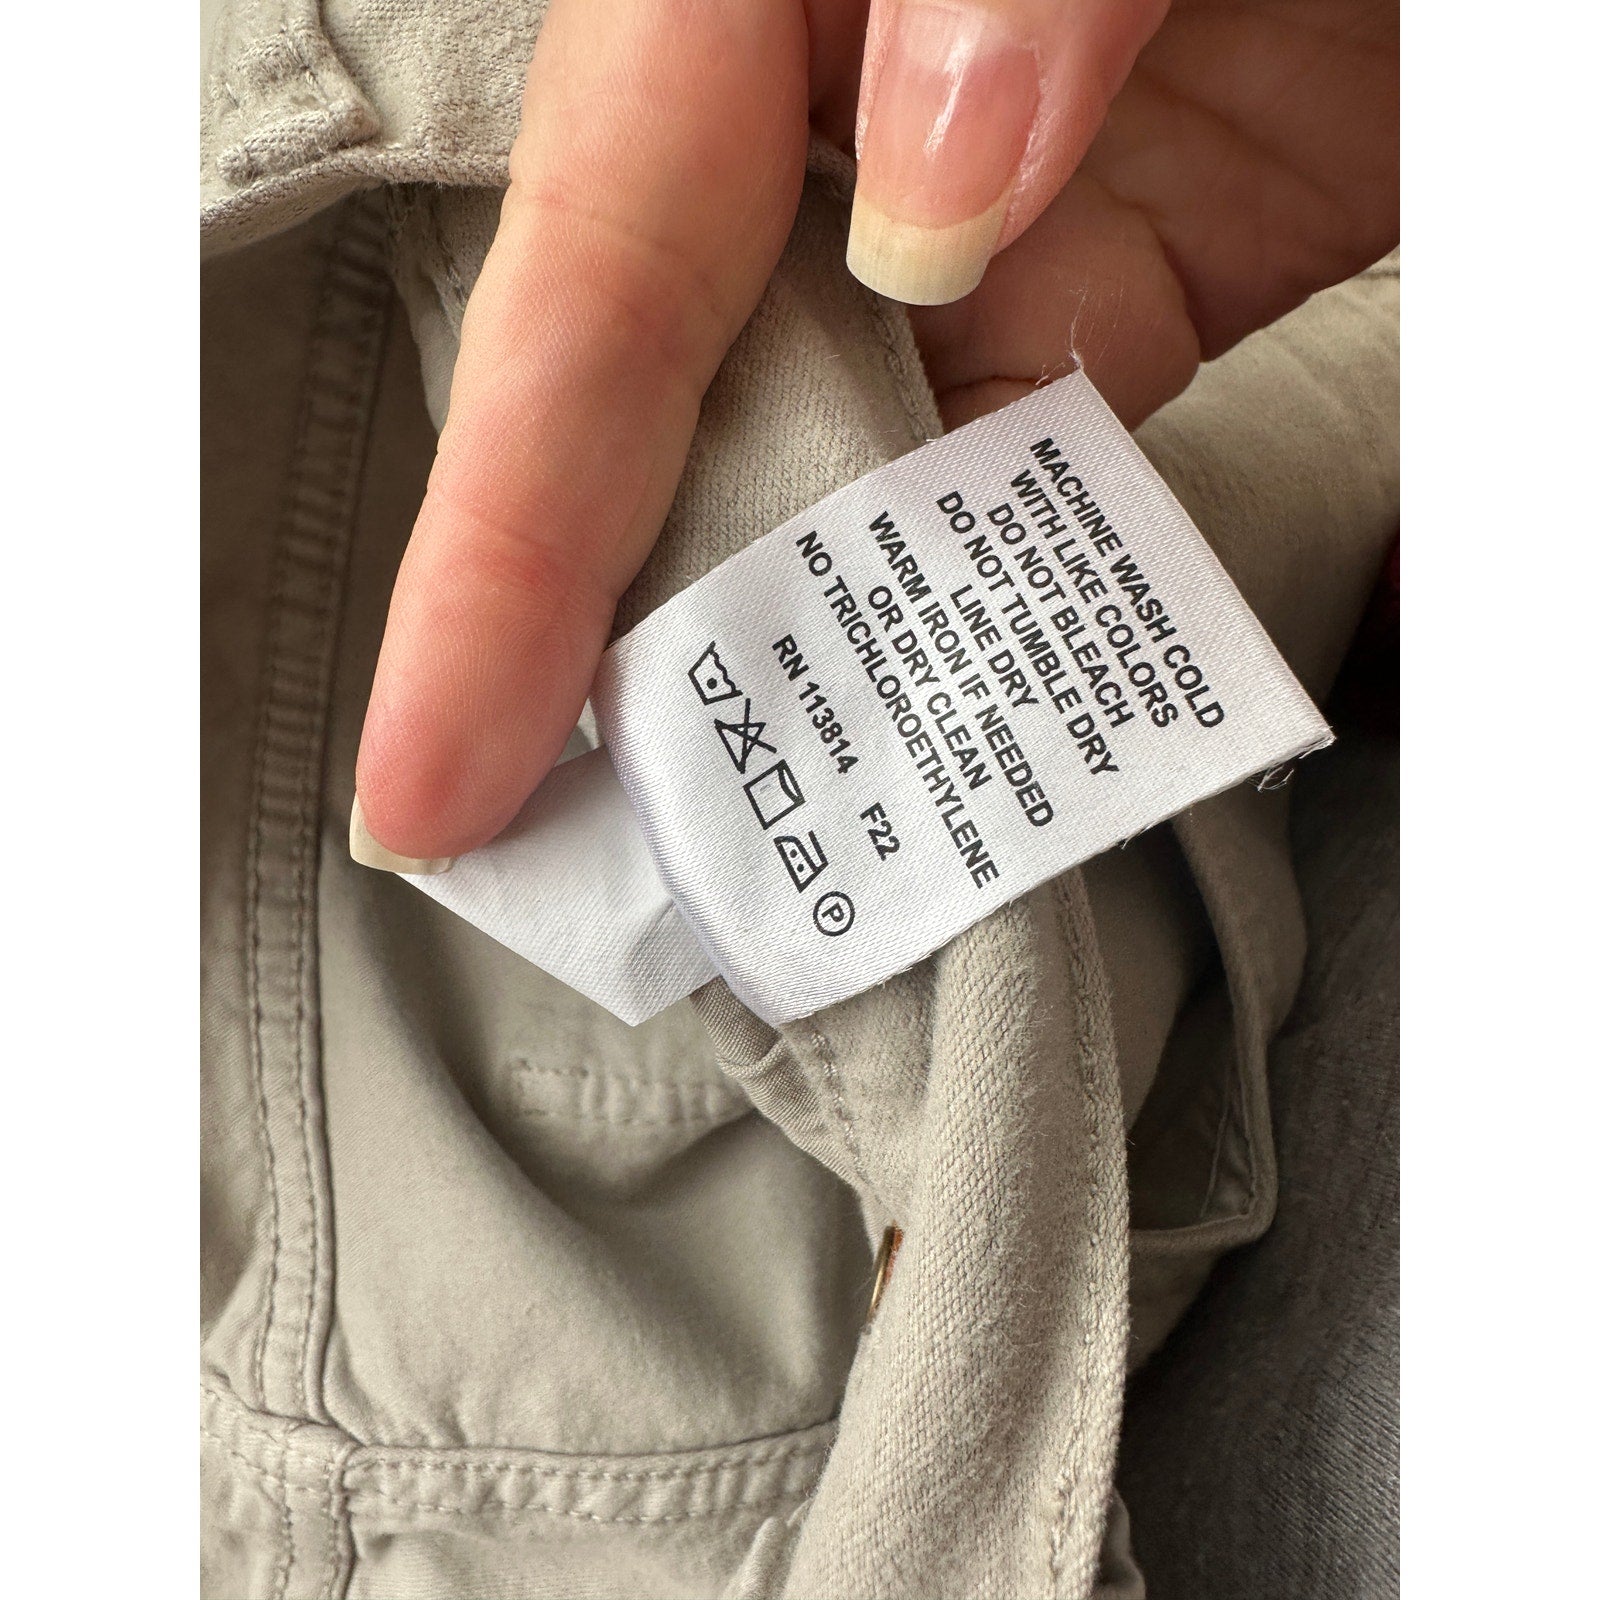 MACHINE WASH COLD
WITH LIKE COLORS
DO NOT BLEACH
DO NOT TUMBLE DRY
LINE DRY
WARM IRON IF NEEDED
OR DRY CLEAN
NO TRICHLOROETHYLENE
RN 113814 F22
P